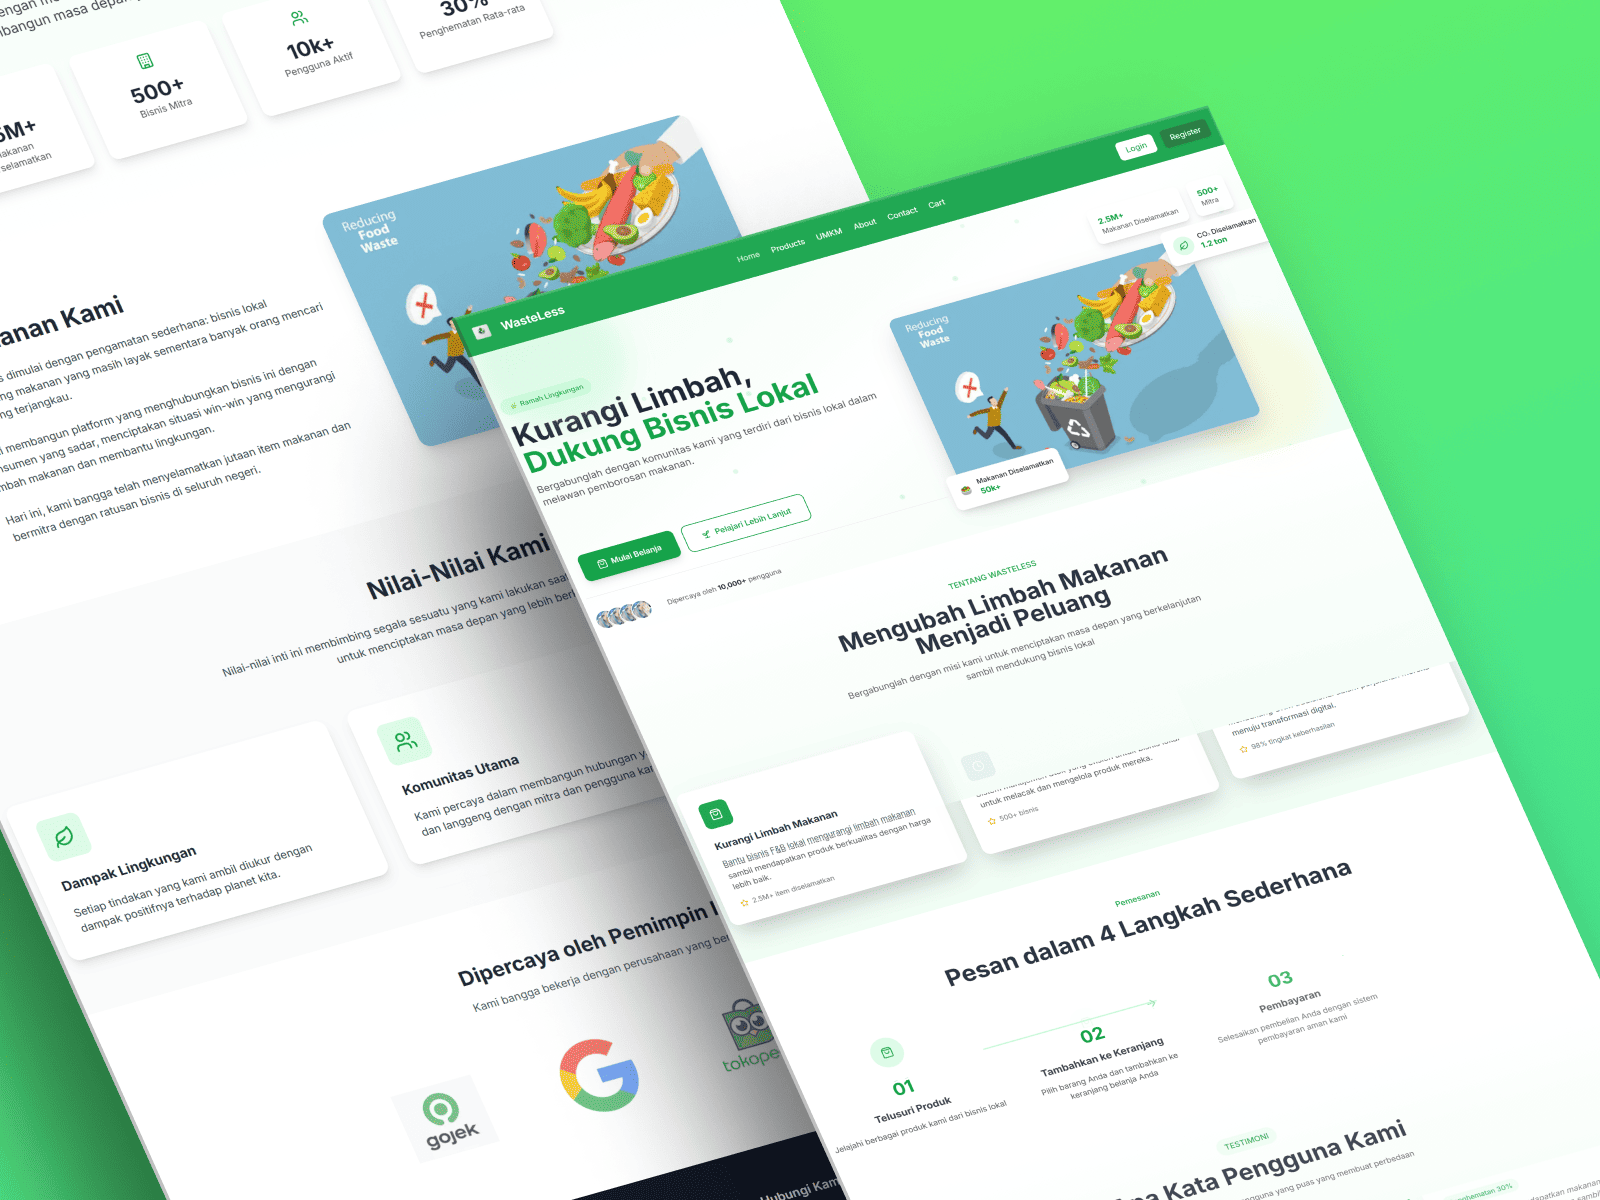 dengan
bangun masa depan
5M+
akanan
selamatkan
500+
Bisnis Mitra
10k+
Pengguna Aktif
30%
Penghematan Rata-rata
Reducing
Food
Waste
anan Kami
dimulai dengan pengamatan sederhana: bisnis lokal
ng makanan yang masih layak sementara banyak orang mencari
ng terjangkau.
membangun platform yang menghubungkan bisnis ini dengan
sumen yang sadar, menciptakan situasi win-win yang mengurangi
mbah makanan dan membantu lingkungan.
Hari ini, kami bangga telah menyelamatkan jutaan item makanan dan
bermitra dengan ratusan bisnis di seluruh negeri.
Nilai-Nilai Kami
Nilai-nilai inti ini membimbing segala sesuatu yang kami lakukan saa
untuk menciptakan masa depan yang lebih ber
Dampak Lingkungan
Setiap tindakan yang kami ambil diukur dengan
dampak positifnya terhadap planet kita.
Komunitas Utama
Kami percaya dalam membangun hubungan y
dan langgeng dengan mitra dan pengguna kam
Dipercaya oleh Pemimpin
Kami bangga bekerja dengan perusahaan yang ber
gojek
tokope
Hubungi Kam
WasteLess
Home
Products
UMKM
About
Contact
Cart
Login
Register
Ramah Lingkungan
Kurangi Limbah,
Dukung Bisnis Lokal
Bergabunglah dengan komunitas kami yang terdiri dari bisnis lokal dalam
melawan pemborosan makanan.
Mulai Belanja
Pelajari Lebih Lanjut
Dipercaya oleh 10,000+ pengguna
2.5M+
Makanan Diselamatkan
500+
Mitra
CO₂ Diselamatkan
1.2 ton
Reducing
Food
Waste
Makanan Diselamatkan
50k+
TENTANG WASTELESS
Mengubah Limbah Makanan
Menjadi Peluang
Bergabunglah dengan misi kami untuk menciptakan masa depan yang berkelanjutan
sambil mendukung bisnis lokal
Kurangi Limbah Makanan
Bantu bisnis F&B lokal mengurangi limbah makanan
sambil mendapatkan produk berkualitas dengan harga
lebih baik.
2.5M+ item diselamatkan
untuk melacak dan mengelola produk mereka.
500+ bisnis
menuju transformasi digital.
98% tingkat keberhasilan
Pemesanan
Pesan dalam 4 Langkah Sederhana
01
Telusuri Produk
Jelajahi berbagai produk kami dari bisnis lokal
02
Tambahkan ke Keranjang
Pilih barang Anda dan tambahkan ke
keranjang belanja Anda
03
Pembayaran
Selesaikan pembelian Anda dengan sistem
pembayaran aman kami
TESTIMONI
pa Kata Pengguna Kami
ngguna yang puas yang membuat perbedaan
nghematan 30%
dapatkan makanan